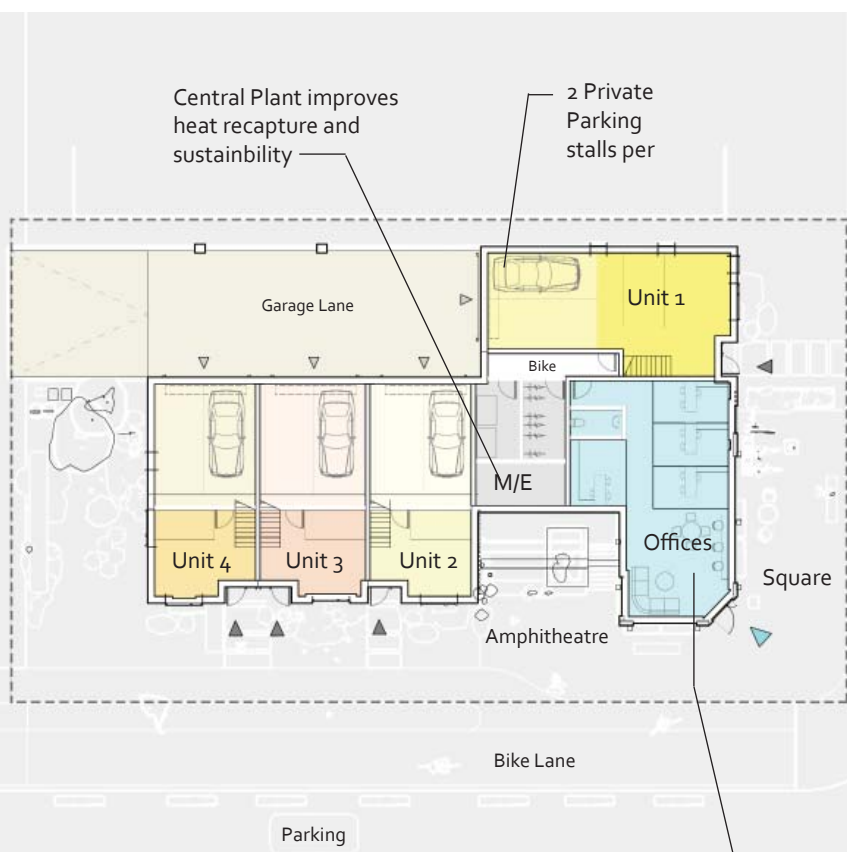 Central Plant improves
heat recapture and
sustainbility
2 Private
Parking
stalls per
Garage Lane
Unit 1
Bike
M/E
Unit 4
Unit 3
Unit 2
Offices
Square
Amphitheatre
Bike Lane
Parking